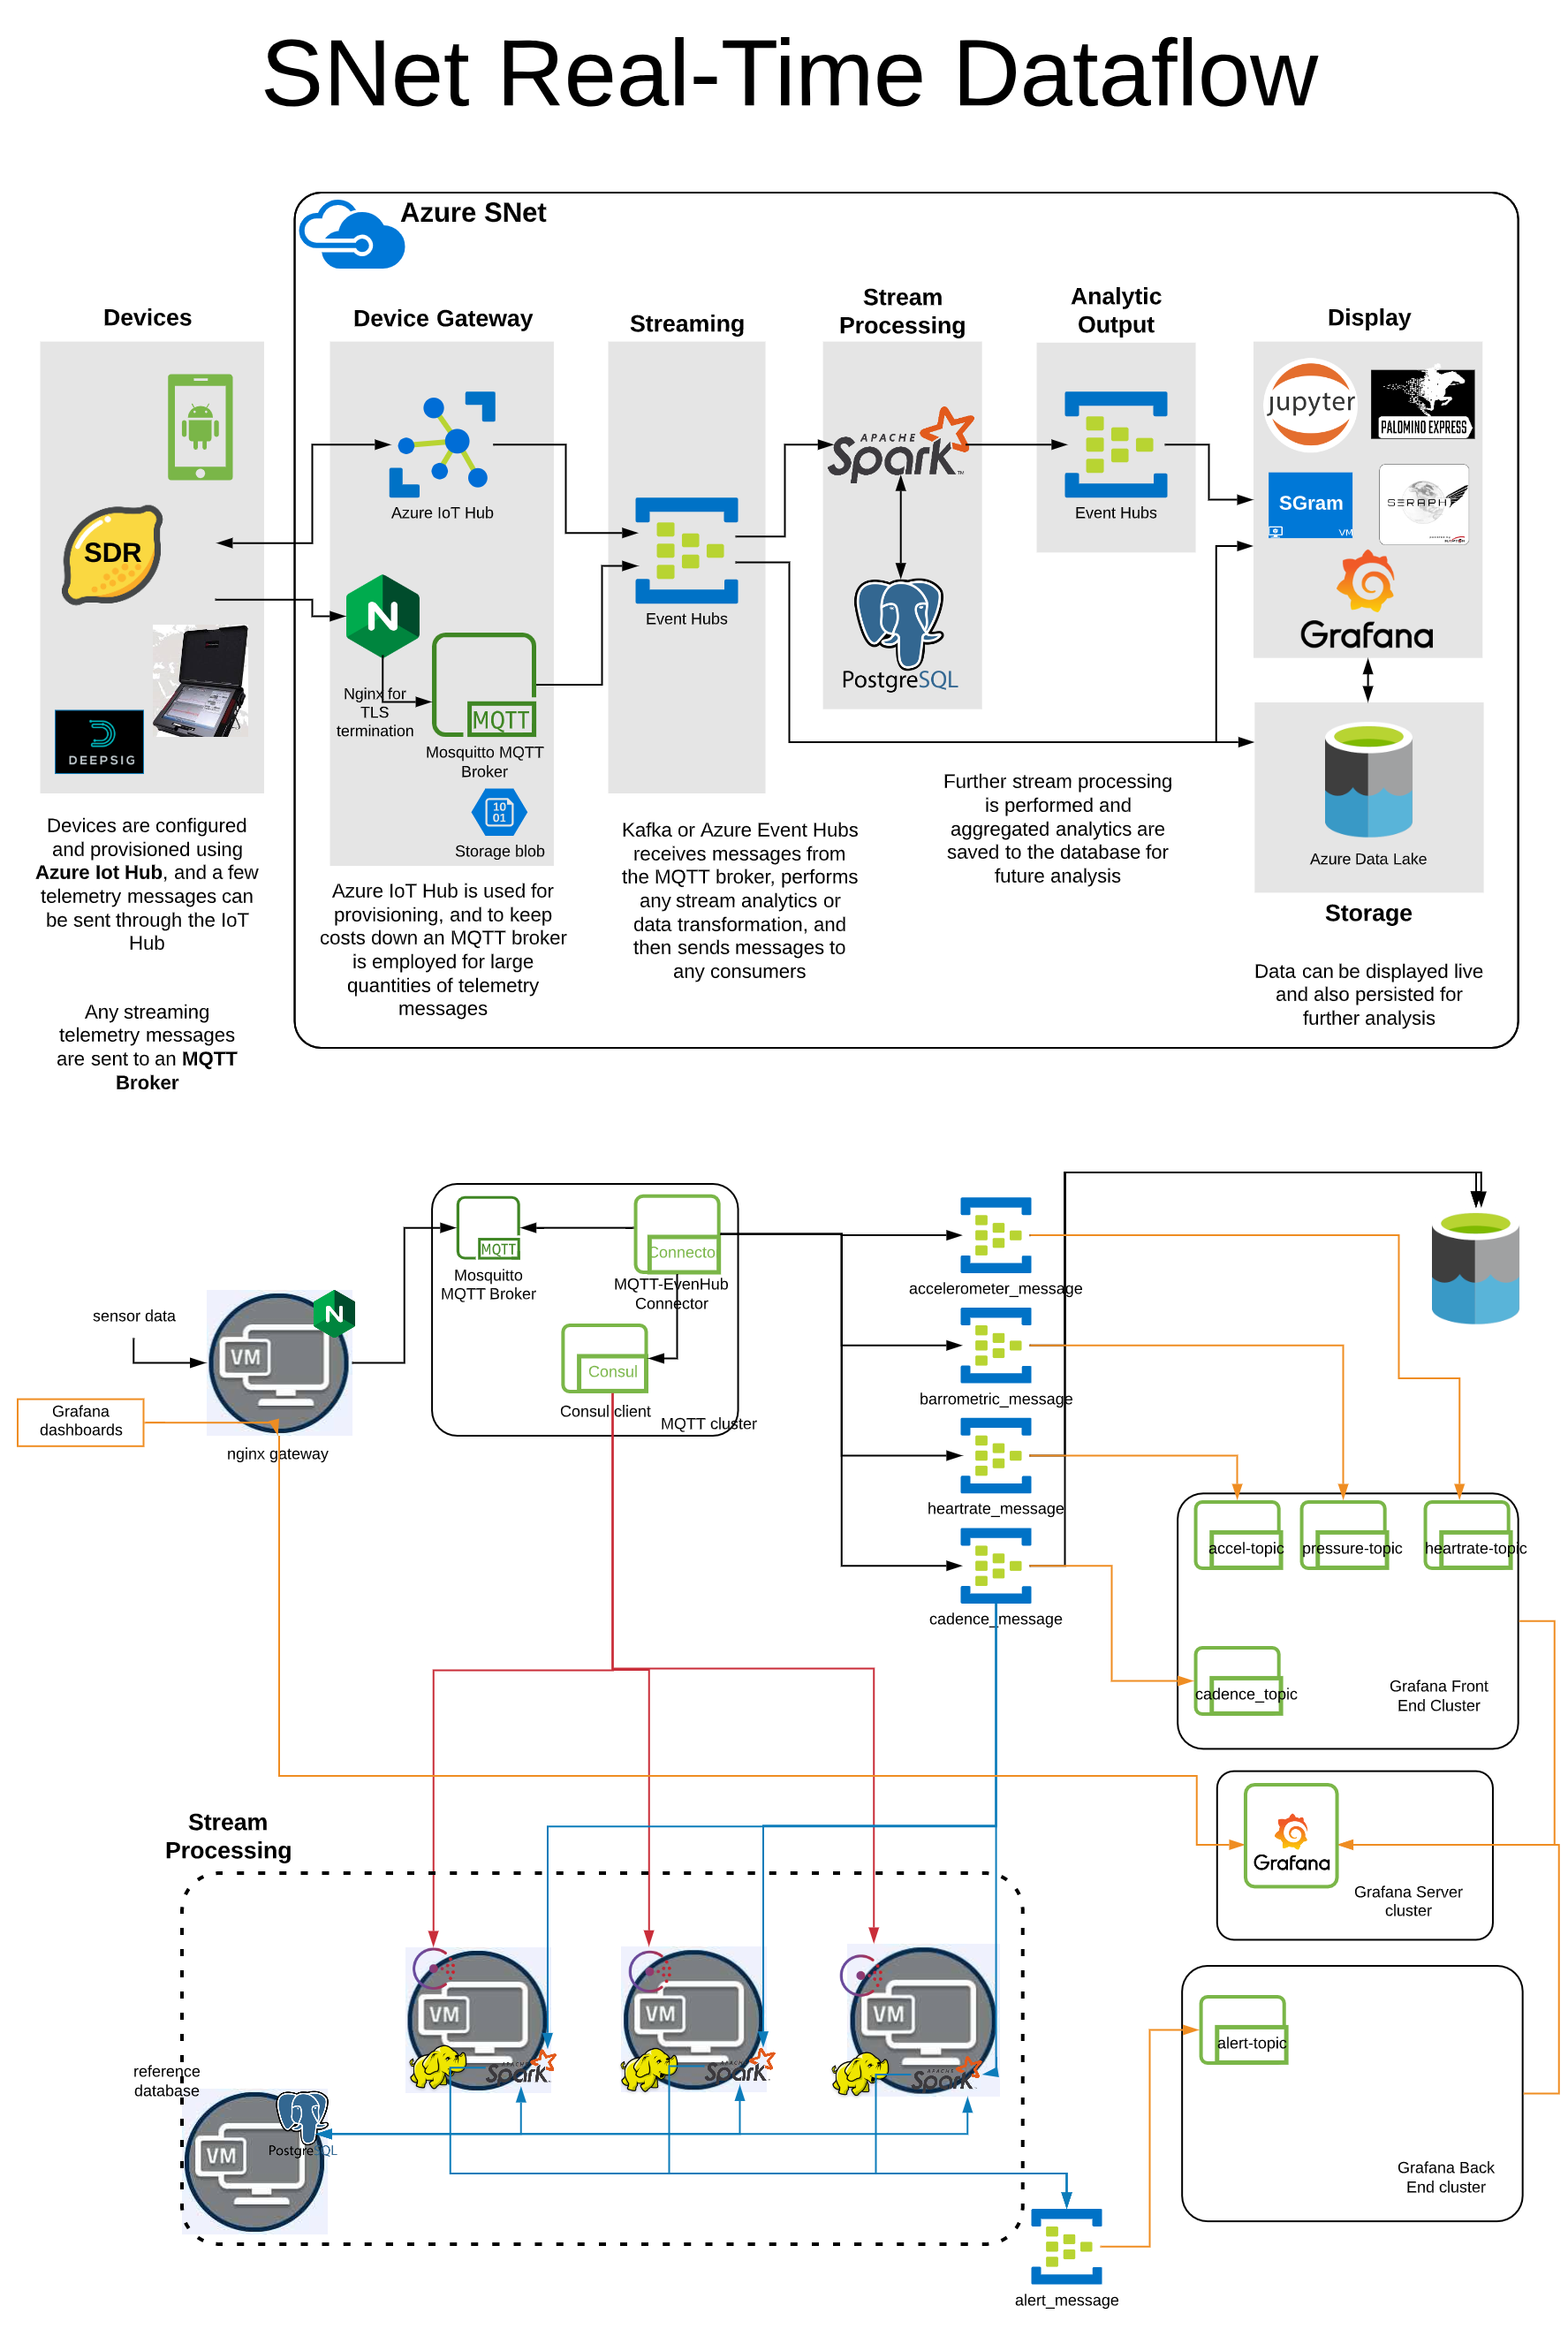 SNet Real-Time Dataflow
Azure SNet
Devices
Device Gateway
Streaming
Stream
Processing
Analytic
Output
Display
SDR
DEEPSIG
Azure IoT Hub
Nginx for
TLS
termination
MQTT
Mosquitto MQTT
Broker
10
01
Storage blob
Event Hubs
APACHE
Spark
PostgreSQL
Event Hubs
jupyter
PALOMINO EXPRESS
SGram
VM
SERAPH
Grafana
Azure Data Lake
Storage
Devices are configured
and provisioned using
Azure Iot Hub, and a few
telemetry messages can
be sent through the IoT
Hub
Any streaming
telemetry messages
are sent to an MQTT
Broker
Azure IoT Hub is used for
provisioning, and to keep
costs down an MQTT broker
is employed for large
quantities of telemetry
messages
Kafka or Azure Event Hubs
receives messages from
the MQTT broker, performs
any stream analytics or
data transformation, and
then sends messages to
any consumers
Further stream processing
is performed and
aggregated analytics are
saved to the database for
future analysis
Data can be displayed live
and also persisted for
further analysis
sensor data
VM
Grafana
dashboards
nginx gateway
MQTT
Mosquitto
MQTT Broker
Connecto
MQTT-EvenHub
Connector
Consul
Consul client
MQTT cluster
accelerometer_message
barrometric_message
heartrate_message
cadence_message
accel-topic
pressure-topic
heartrate-topic
cadence_topic
Grafana Front
End Cluster
Grafana
Grafana Server
cluster
alert-topic
Grafana Back
End cluster
Stream
Processing
VM
APACHE
Spark
VM
APACHE
Spark
VM
APACHE
Spark
reference
database
VM
PostgreSQL
alert_message